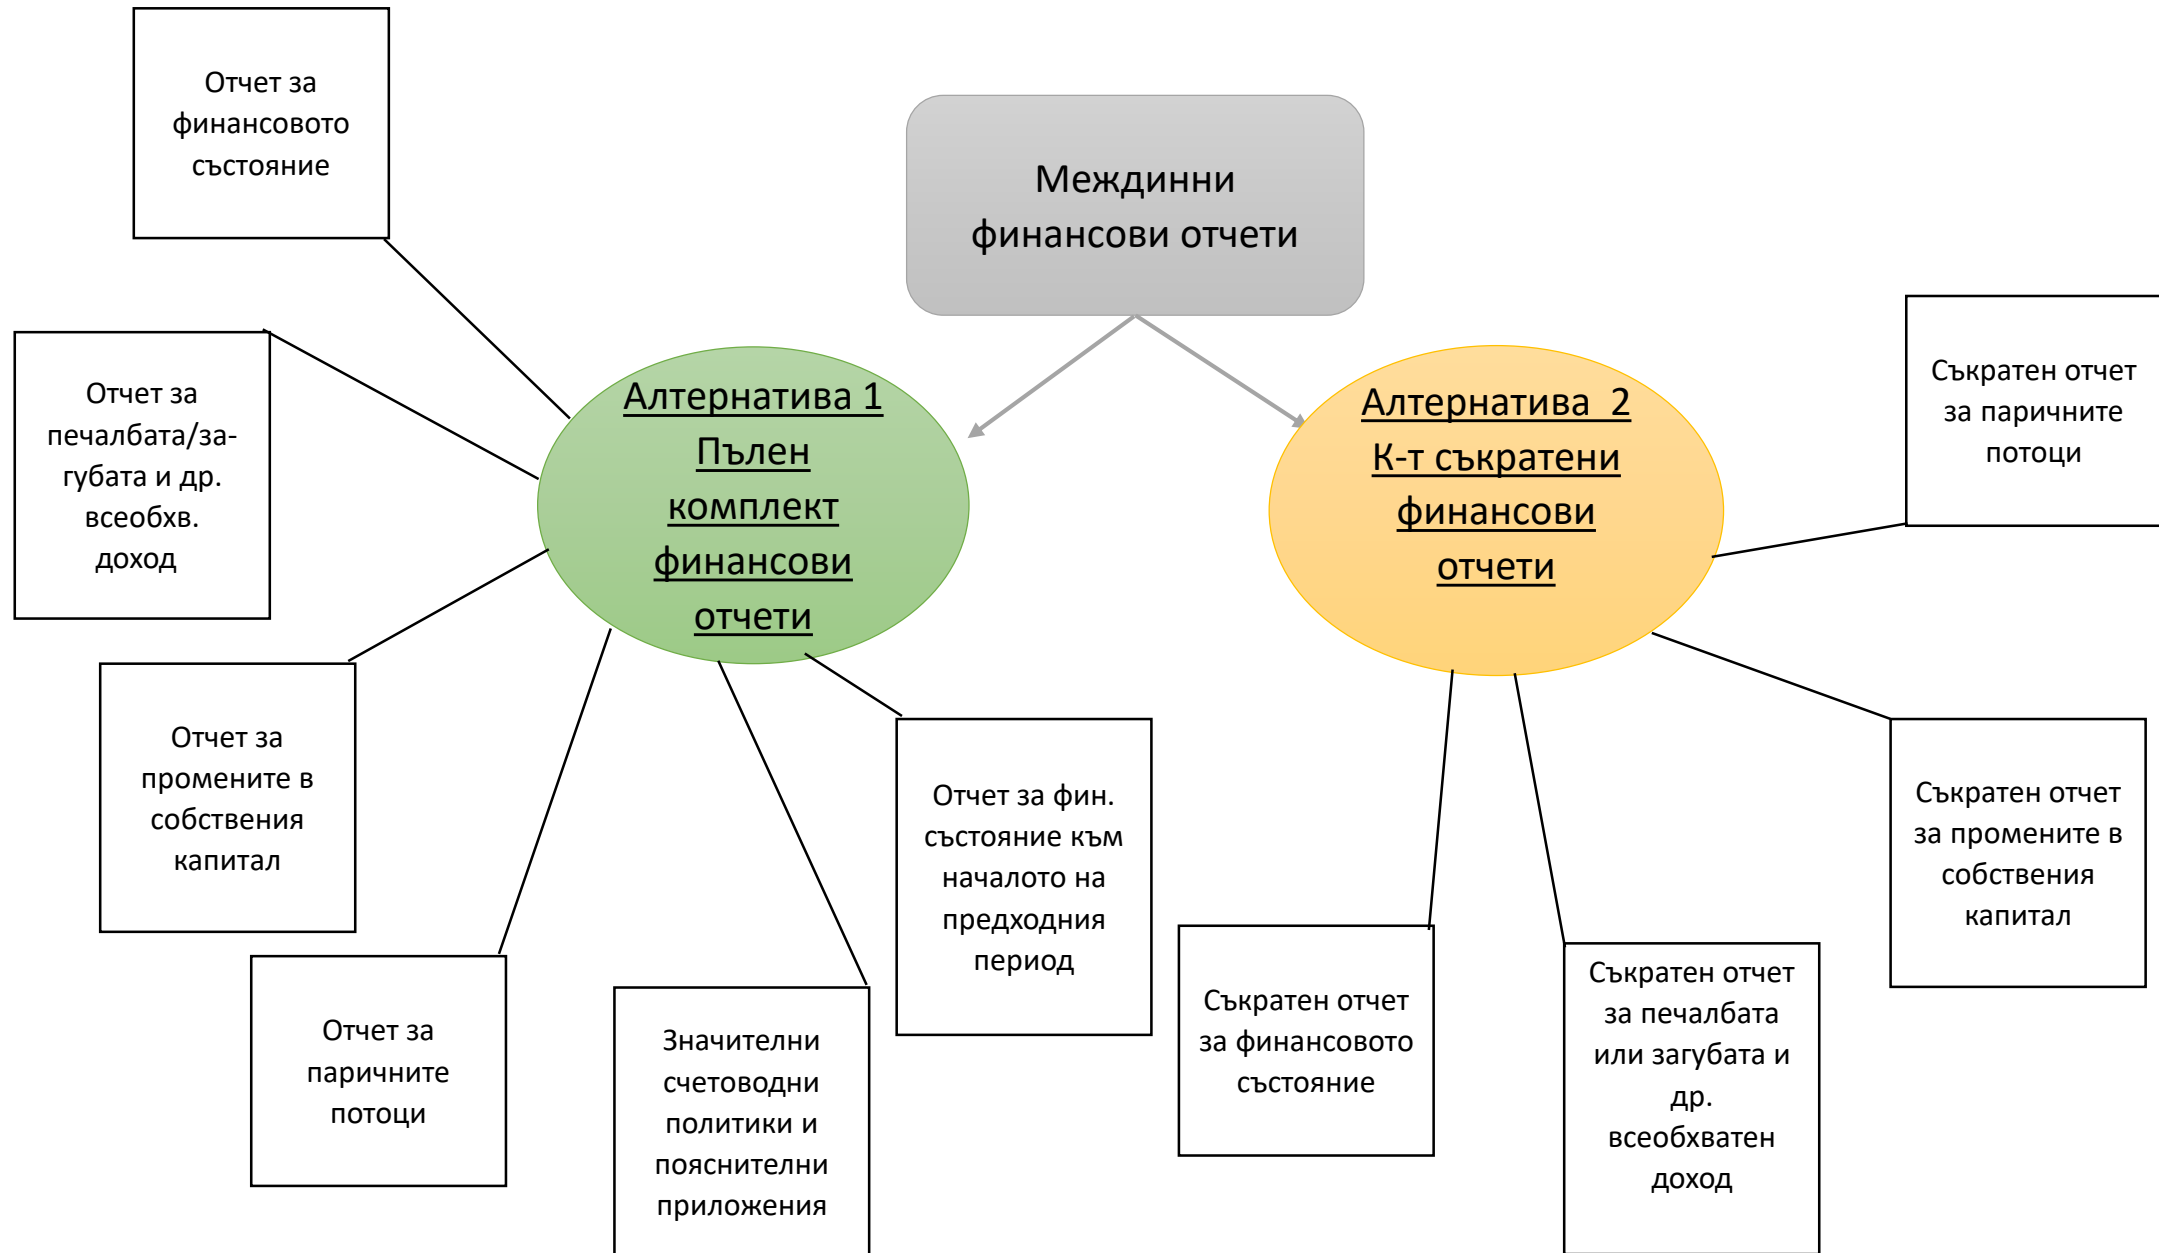 Междинни
финансови отчети
Алтернатива 1
Пълен
комплект
финансови
отчети
Отчет за
финансовото
състояние
Отчет за
печалбата/за-
губата и др.
всеобхв.
доход
Отчет за
промените в
собствения
капитал
Отчет за
паричните
потоци
Значителни
счетоводни
политики и
пояснителни
приложения
Отчет за фин.
състояние към
началото на
предходния
период
Алтернатива  2
К-т съкратени
финансови
отчети
Съкратен отчет
за финансовото
състояние
Съкратен отчет
за печалбата
или загубата и
др.
всеобхватен
доход
Съкратен отчет
за промените в
собствения
капитал
Съкратен отчет
за паричните
потоци